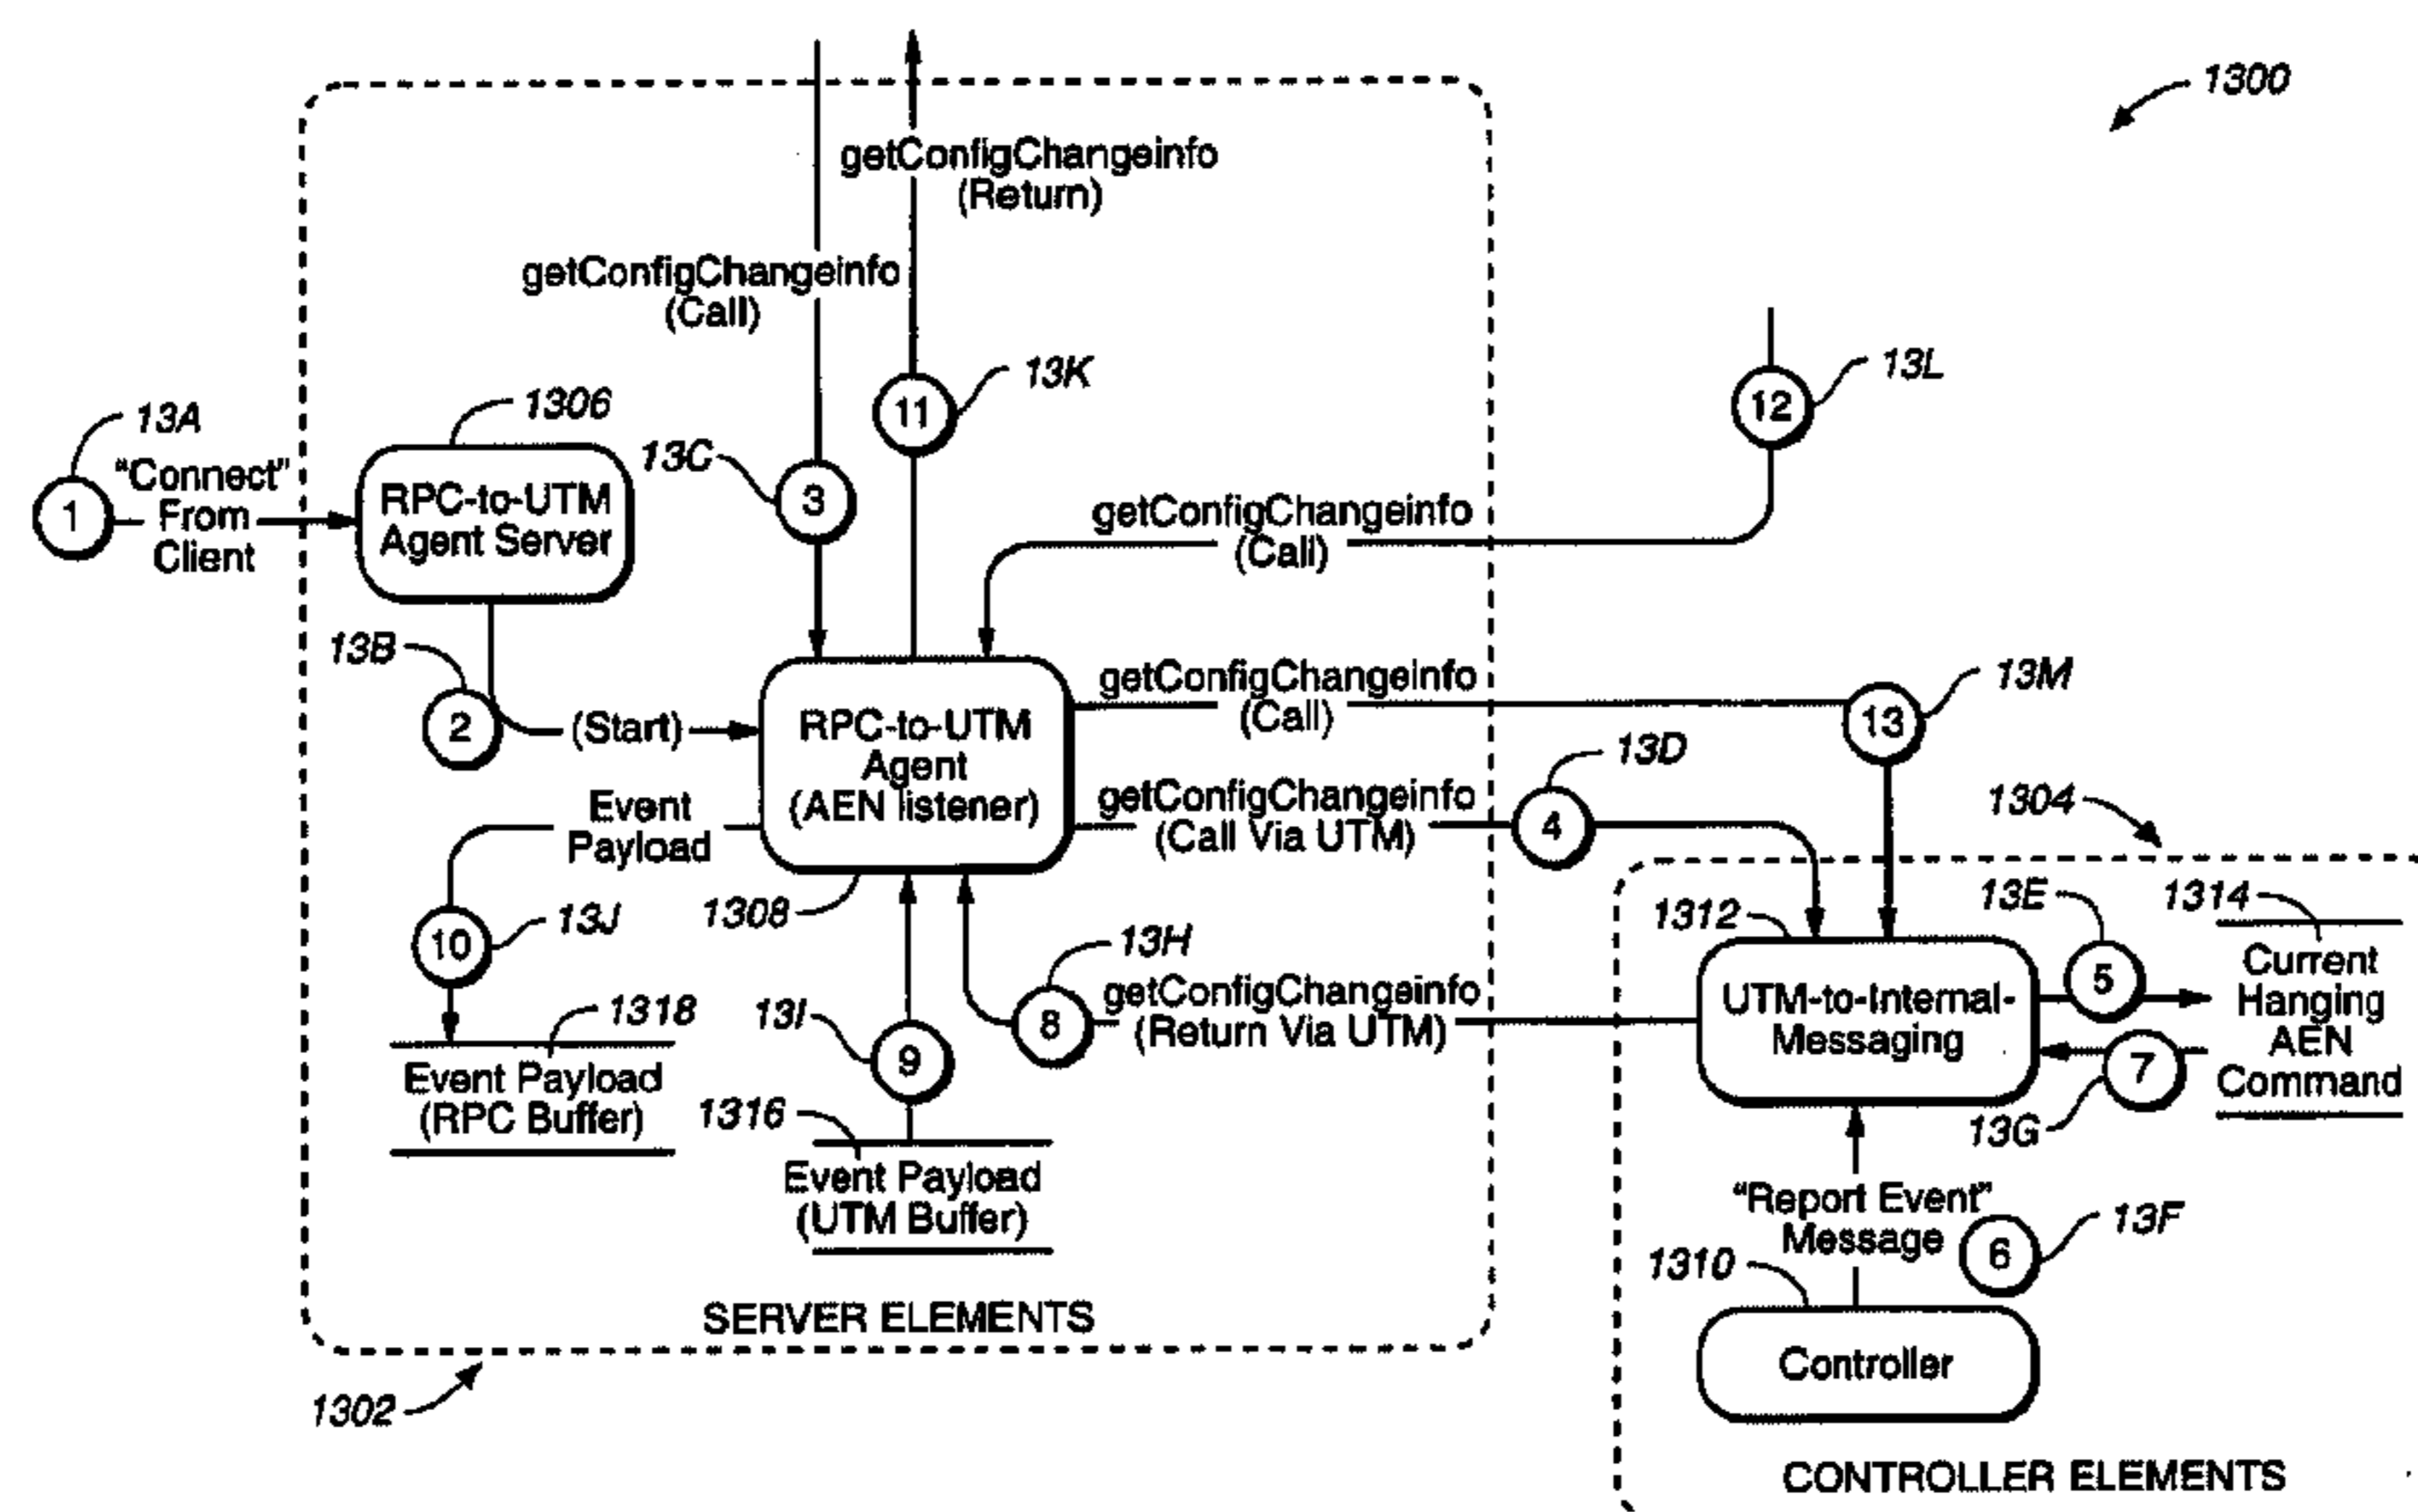 1300
getConfigChangeinfo
(Return)
getConfigChangeinfo
(Call)
13K
11
13L
12
13A
1306
"Connect"
From
Client
1
RPC-to-UTM
Agent Server
13C
3
getConfigChangeinfo
(Call)
13B
2
(Start)
RPC-to-UTM
Agent
(AEN listener)
1308
getConfigChangeinfo
(Call)
13M
13
13D
getConfigChangeinfo
(Call Via UTM)
4
1304
Event
Payload
13J
10
1318
Event Payload
(RPC Buffer)
13I
9
1316
Event Payload
(UTM Buffer)
13H
8
getConfigChangeinfo
(Return Via UTM)
1312
UTM-to-Internal-
Messaging
13E
5
1314
Current
Hanging
AEN
Command
7
13G
"Report Event"
Message
13F
6
1310
Controller
SERVER ELEMENTS
1302
CONTROLLER ELEMENTS